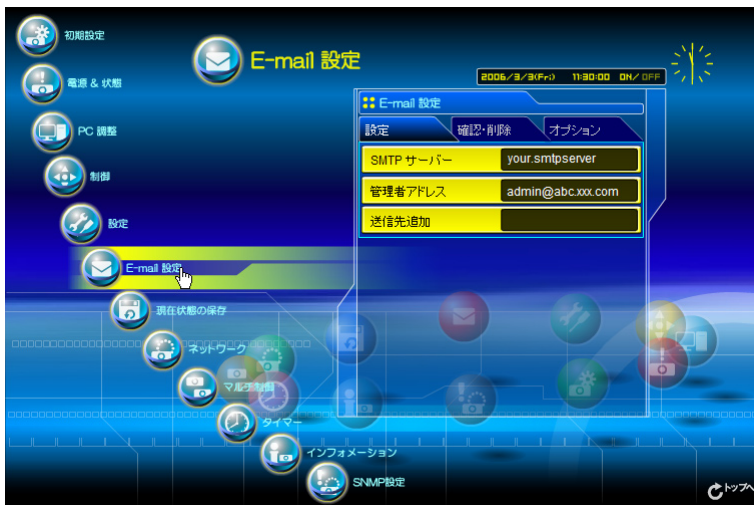 初期設定
電源 & 状態
PC 調整
制御
設定
E-mail 設定
現在状態の保存
ネットワーク
マルチ制御
タイマー
インフォメーション
SNMP設定
E-mail 設定
2006/3/3(Fri) 11:30:00 ON/OFF
E-mail 設定
設定 確認・削除 オプション
SMTP サーバー your.smtpserver
管理者アドレス admin@abc.xxx.com
送信先追加
トップへ